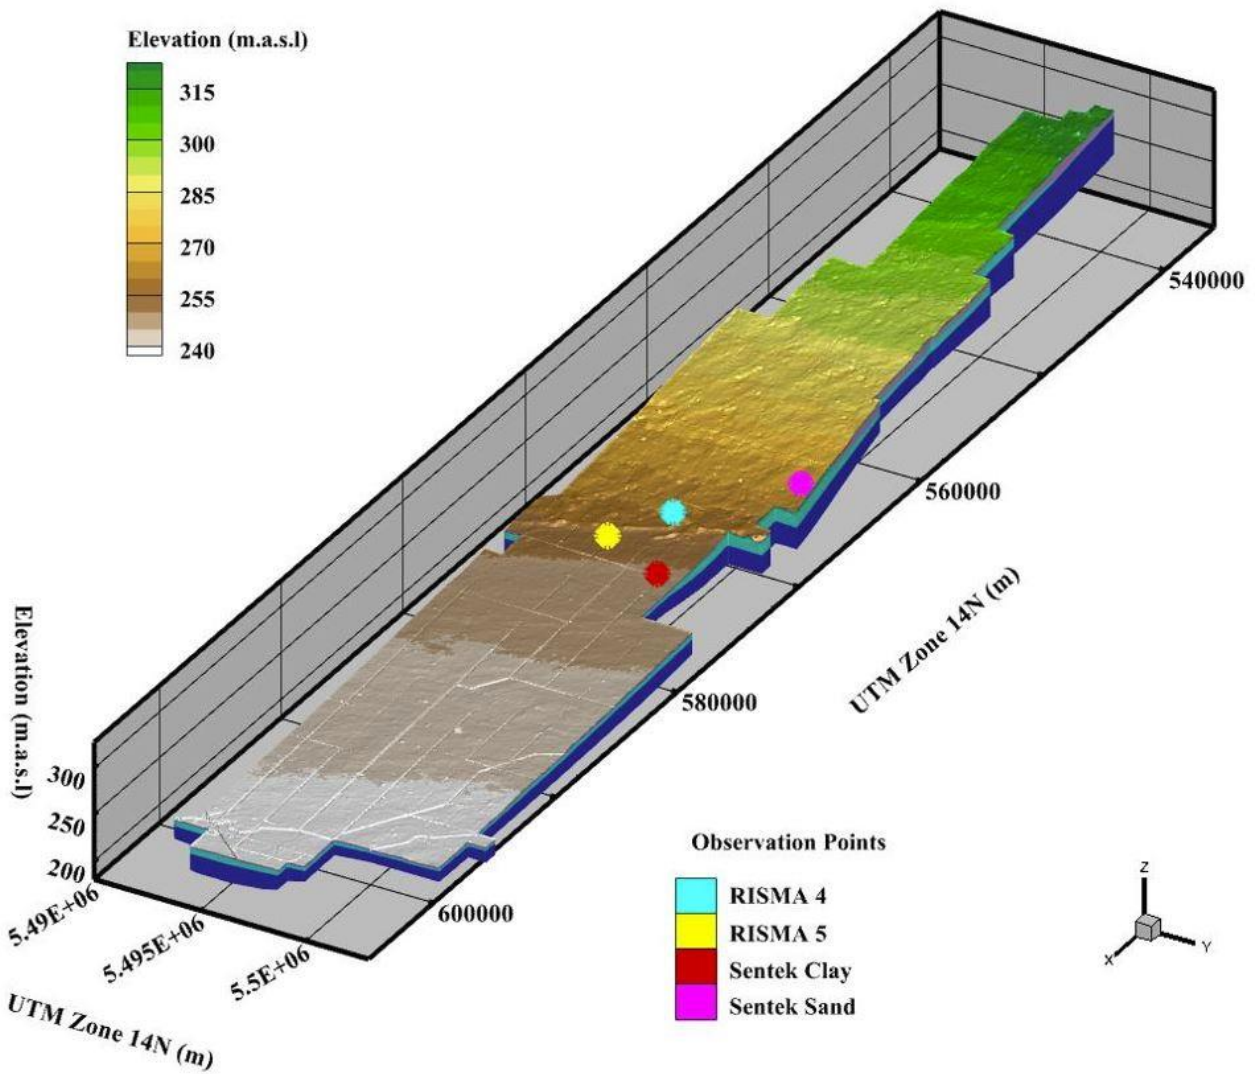 Elevation (m.a.s.l)
315
300
285
270
255
240
540000
560000
580000
600000
UTM Zone 14N (m)
Elevation (m.a.s.l)
300
250
200
5.49E+06
5.495E+06
5.5E+06
UTM Zone 14N (m)
Observation Points
RISMA 4
RISMA 5
Sentek Clay
Sentek Sand
Z
Y
X